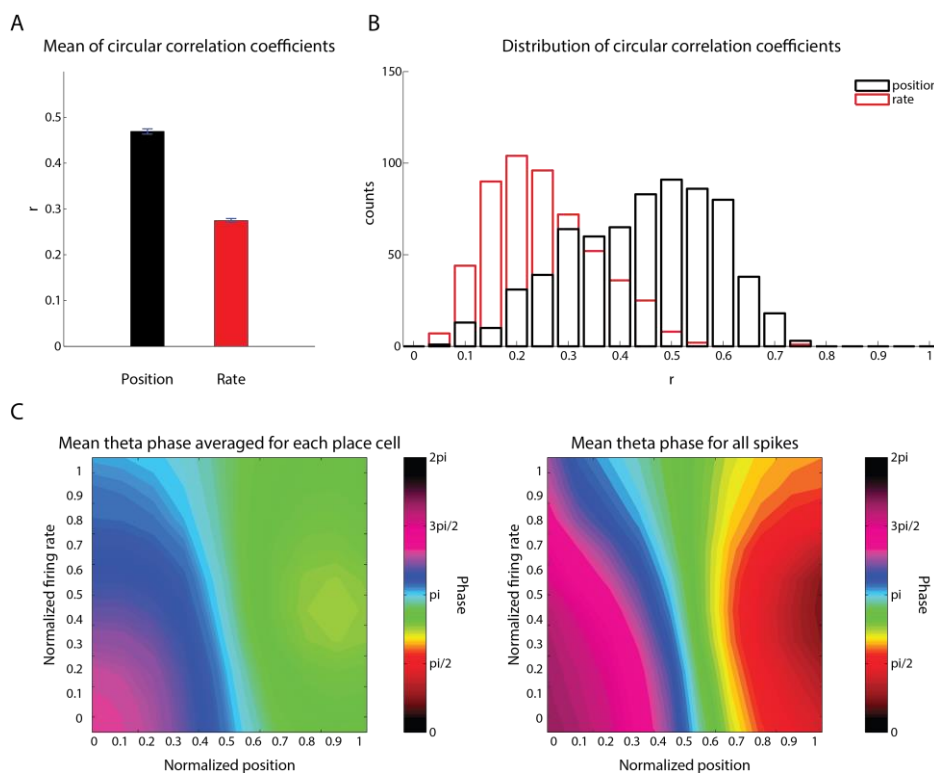 A
Mean of circular correlation coefficients
0.5
0.4
0.3
0.2
0.1
0
r
Position Rate
B
Distribution of circular correlation coefficients
150
100
50
0
counts
position
rate
0 0.1 0.2 0.3 0.4 0.5 0.6 0.7 0.8 0.9 1
r
C
Mean theta phase averaged for each place cell
1
0.9
0.8
0.7
0.6
0.5
0.4
0.3
0.2
0.1
0
Normalized firing rate
0 0.1 0.2 0.3 0.4 0.5 0.6 0.7 0.8 0.9 1
Normalized position
2pi
3pi/2
pi
pi/2
0
Phase
Mean theta phase for all spikes
1
0.9
0.8
0.7
0.6
0.5
0.4
0.3
0.2
0.1
0
Normalized firing rate
0 0.1 0.2 0.3 0.4 0.5 0.6 0.7 0.8 0.9 1
Normalized position
2pi
3pi/2
pi
pi/2
0
Phase